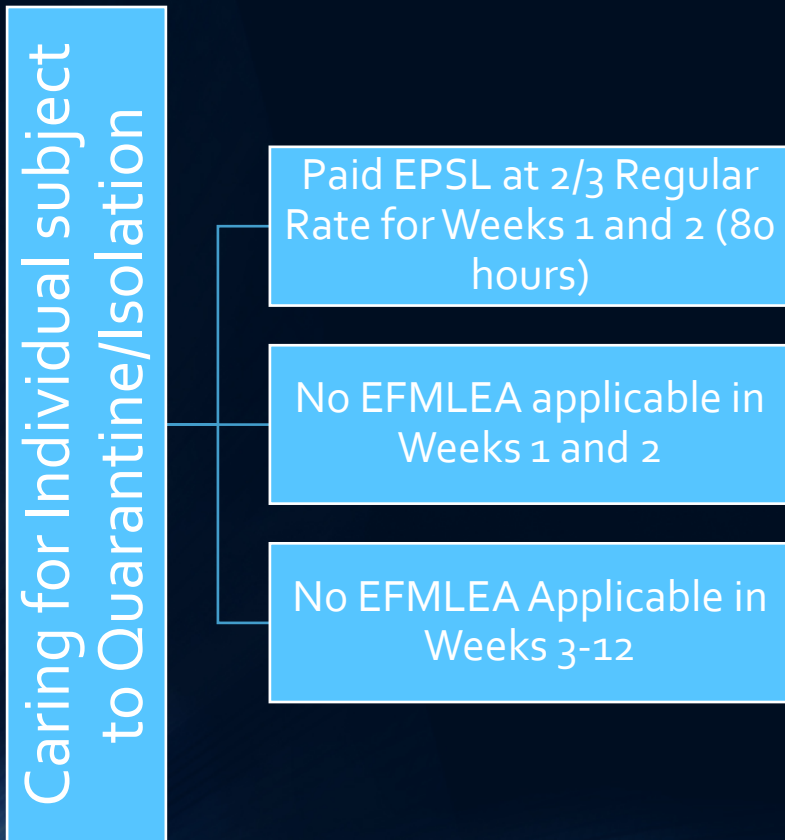 Caring for Individual subject
to Quarantine/Isolation
Paid EPSL at 2/3 Regular
Rate for Weeks 1 and 2 (80
hours)
No EFMLEA applicable in
Weeks 1 and 2
No EFMLEA Applicable in
Weeks 3-12